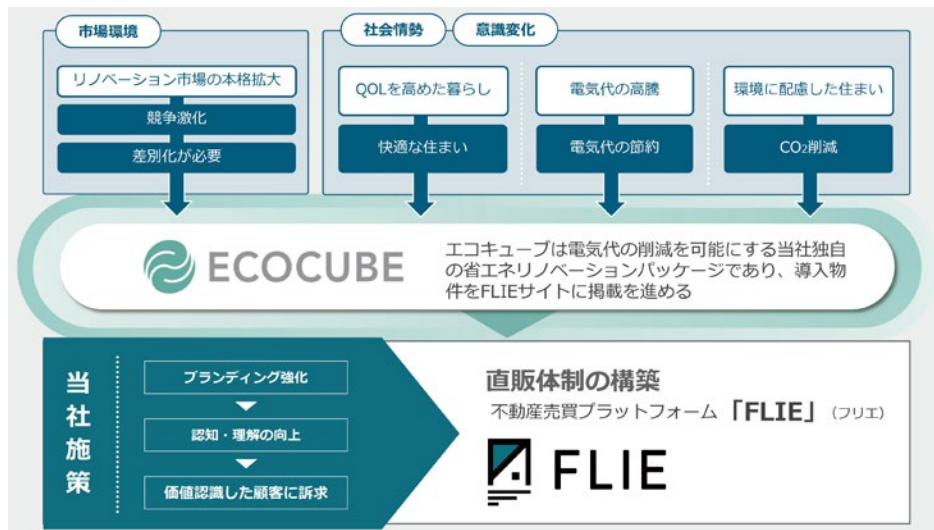 市場環境
リノベーション市場の本格拡大
競争激化
差別化が必要
社会情勢
意識変化
QOLを高めた暮らし
快適な住まい
電気代の高騰
電気代の節約
環境に配慮した住まい
CO₂削減
ECOCUBE
エコキューブは電気代の削減を可能にする当社独自
の省エネリノベーションパッケージであり、導入物
件をFLIEサイトに掲載を進める
当社施策
ブランディング強化
認知・理解の向上
価値認識した顧客に訴求
直販体制の構築
不動産売買プラットフォーム「FLIE」（フリエ）
FLIE